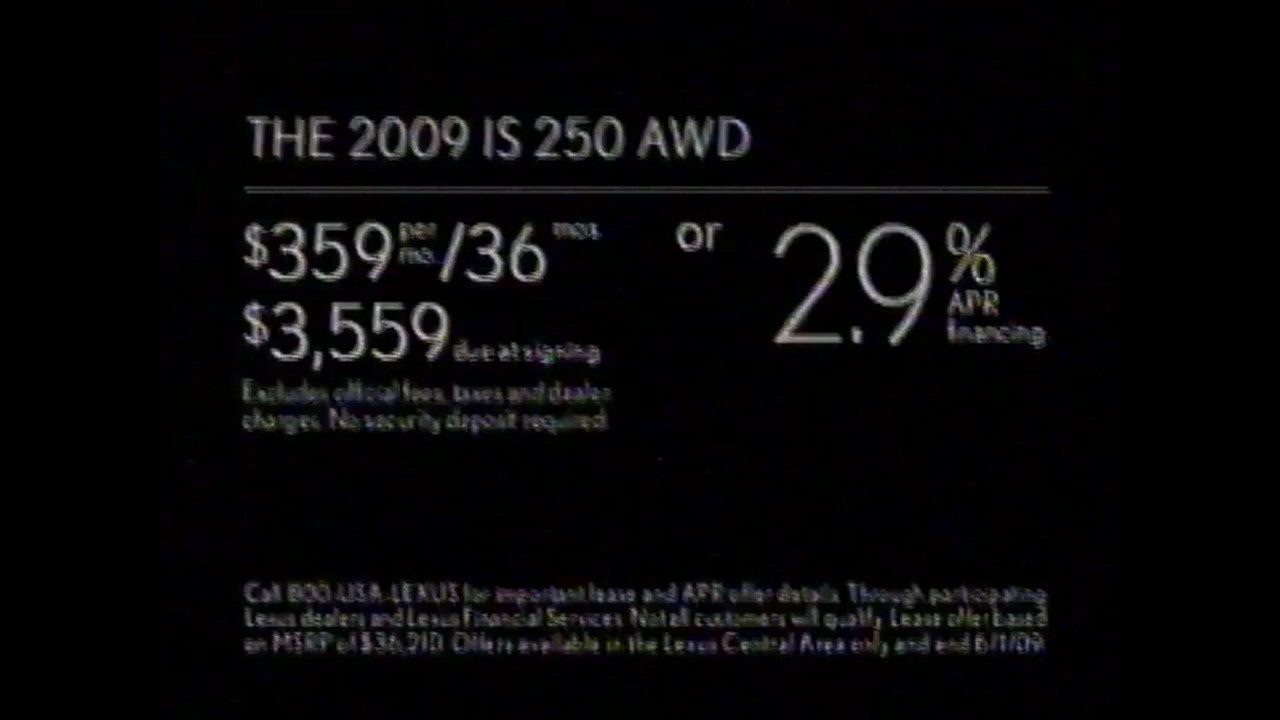 THE 2009 IS 250 AWD
$359 per mo. /36 mos. or 2.9% APR financing
$3,559 due at signing
Excludes official fees, taxes and dealer
charges. No security deposit required.
Call 800-USA-LEXUS for important lease and APR offer details. Through participating
Lexus dealers and Lexus Financial Services. Not all customers will qualify. Lease offer based
on MSRP of $36,210. Offers available in the Lexus Central Area only and end 6/1/09.